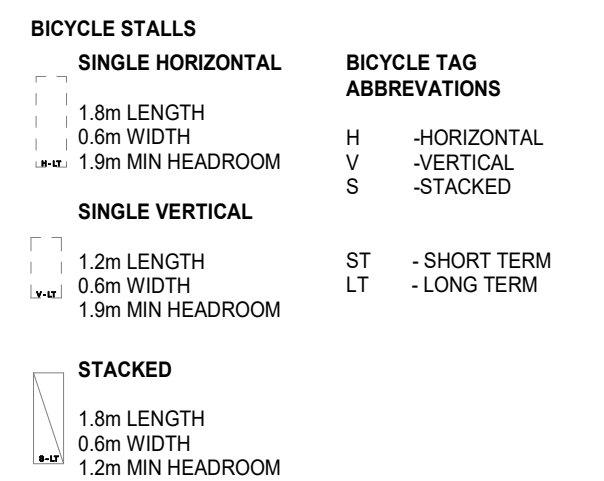 BICYCLE STALLS
SINGLE HORIZONTAL
1.8m LENGTH
0.6m WIDTH
1.9m MIN HEADROOM
H-LT
SINGLE VERTICAL
1.2m LENGTH
0.6m WIDTH
1.9m MIN HEADROOM
V-LT
STACKED
1.8m LENGTH
0.6m WIDTH
1.2m MIN HEADROOM
S-LT
BICYCLE TAG
ABBREVATIONS
H -HORIZONTAL
V -VERTICAL
S -STACKED
ST - SHORT TERM
LT - LONG TERM